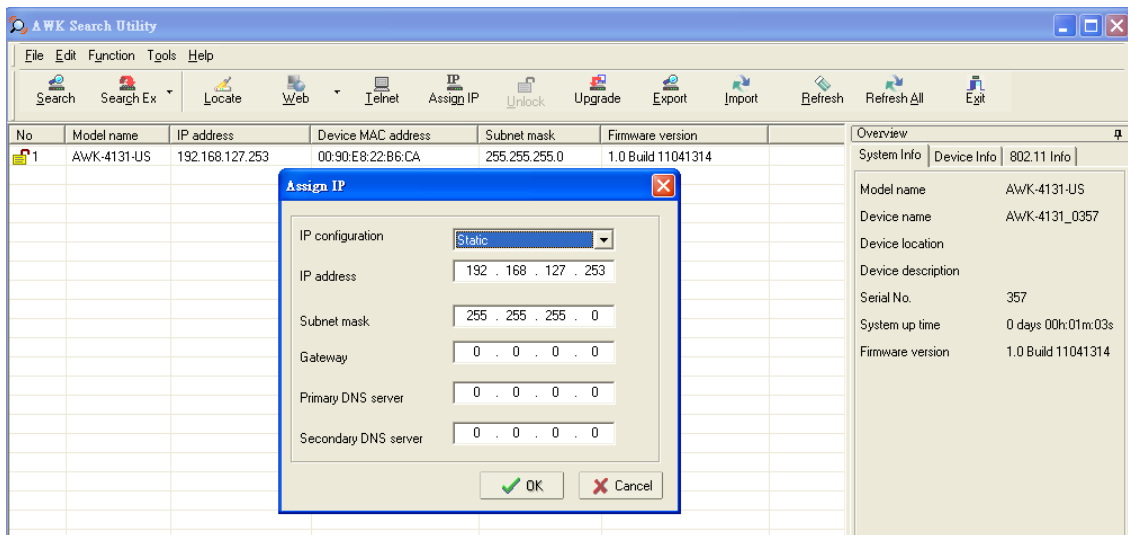 AWK Search Utility
File Edit Function Tools Help
Search Search Ex Locate Web Telnet Assign IP Unlock Upgrade Export Import Refresh Refresh All Exit
IP
No Model name IP address Device MAC address Subnet mask Firmware version
1 AWK-4131-US 192.168.127.253 00:90:E8:22:B6:CA 255.255.255.0 1.0 Build 11041314
Assign IP
IP configuration Static
IP address 192 . 168 . 127 . 253
Subnet mask 255 . 255 . 255 . 0
Gateway 0 . 0 . 0 . 0
Primary DNS server 0 . 0 . 0 . 0
Secondary DNS server 0 . 0 . 0 . 0
OK Cancel
Overview
System Info Device Info 802.11 Info
Model name AWK-4131-US
Device name AWK-4131_0357
Device location
Device description
Serial No. 357
System up time 0 days 00h:01m:03s
Firmware version 1.0 Build 11041314